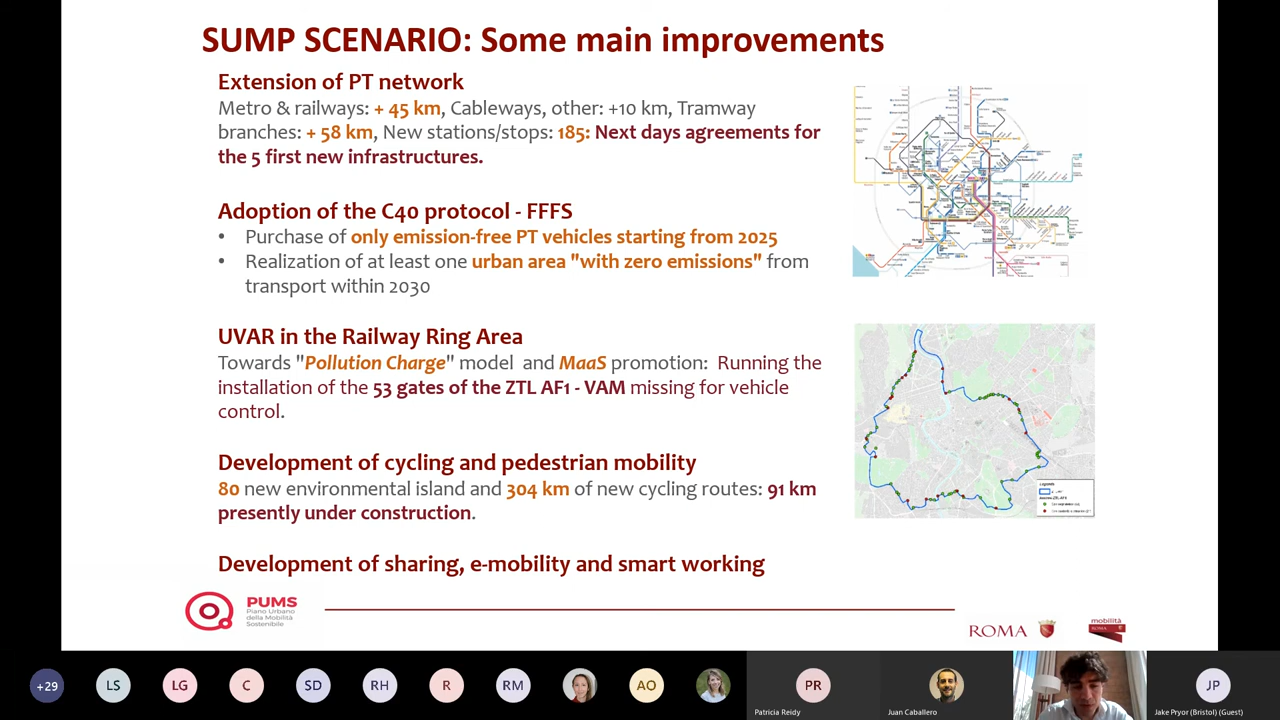 SUMP SCENARIO: Some main improvements
Extension of PT network
Metro & railways: + 45 km, Cableways, other: +10 km, Tramway
branches: + 58 km, New stations/stops: 185: Next days agreements for
the 5 first new infrastructures.
Adoption of the C40 protocol - FFFS
• Purchase of only emission-free PT vehicles starting from 2025
• Realization of at least one urban area "with zero emissions" from
transport within 2030
UVAR in the Railway Ring Area
Towards "Pollution Charge" model and MaaS promotion: Running the
installation of the 53 gates of the ZTL AF1 - VAM missing for vehicle
control.
Development of cycling and pedestrian mobility
80 new environmental island and 304 km of new cycling routes: 91 km
presently under construction.
Development of sharing, e-mobility and smart working
PUMS
Piano Urbano
della Mobilità
Sostenibile
ROMA
mobilità
ROMA
+29
LS
LG
C
SD
RH
R
RM
AO
PR
JP
Patricia Reidy
Juan Caballero
Jake Pryor (Bristol) (Guest)